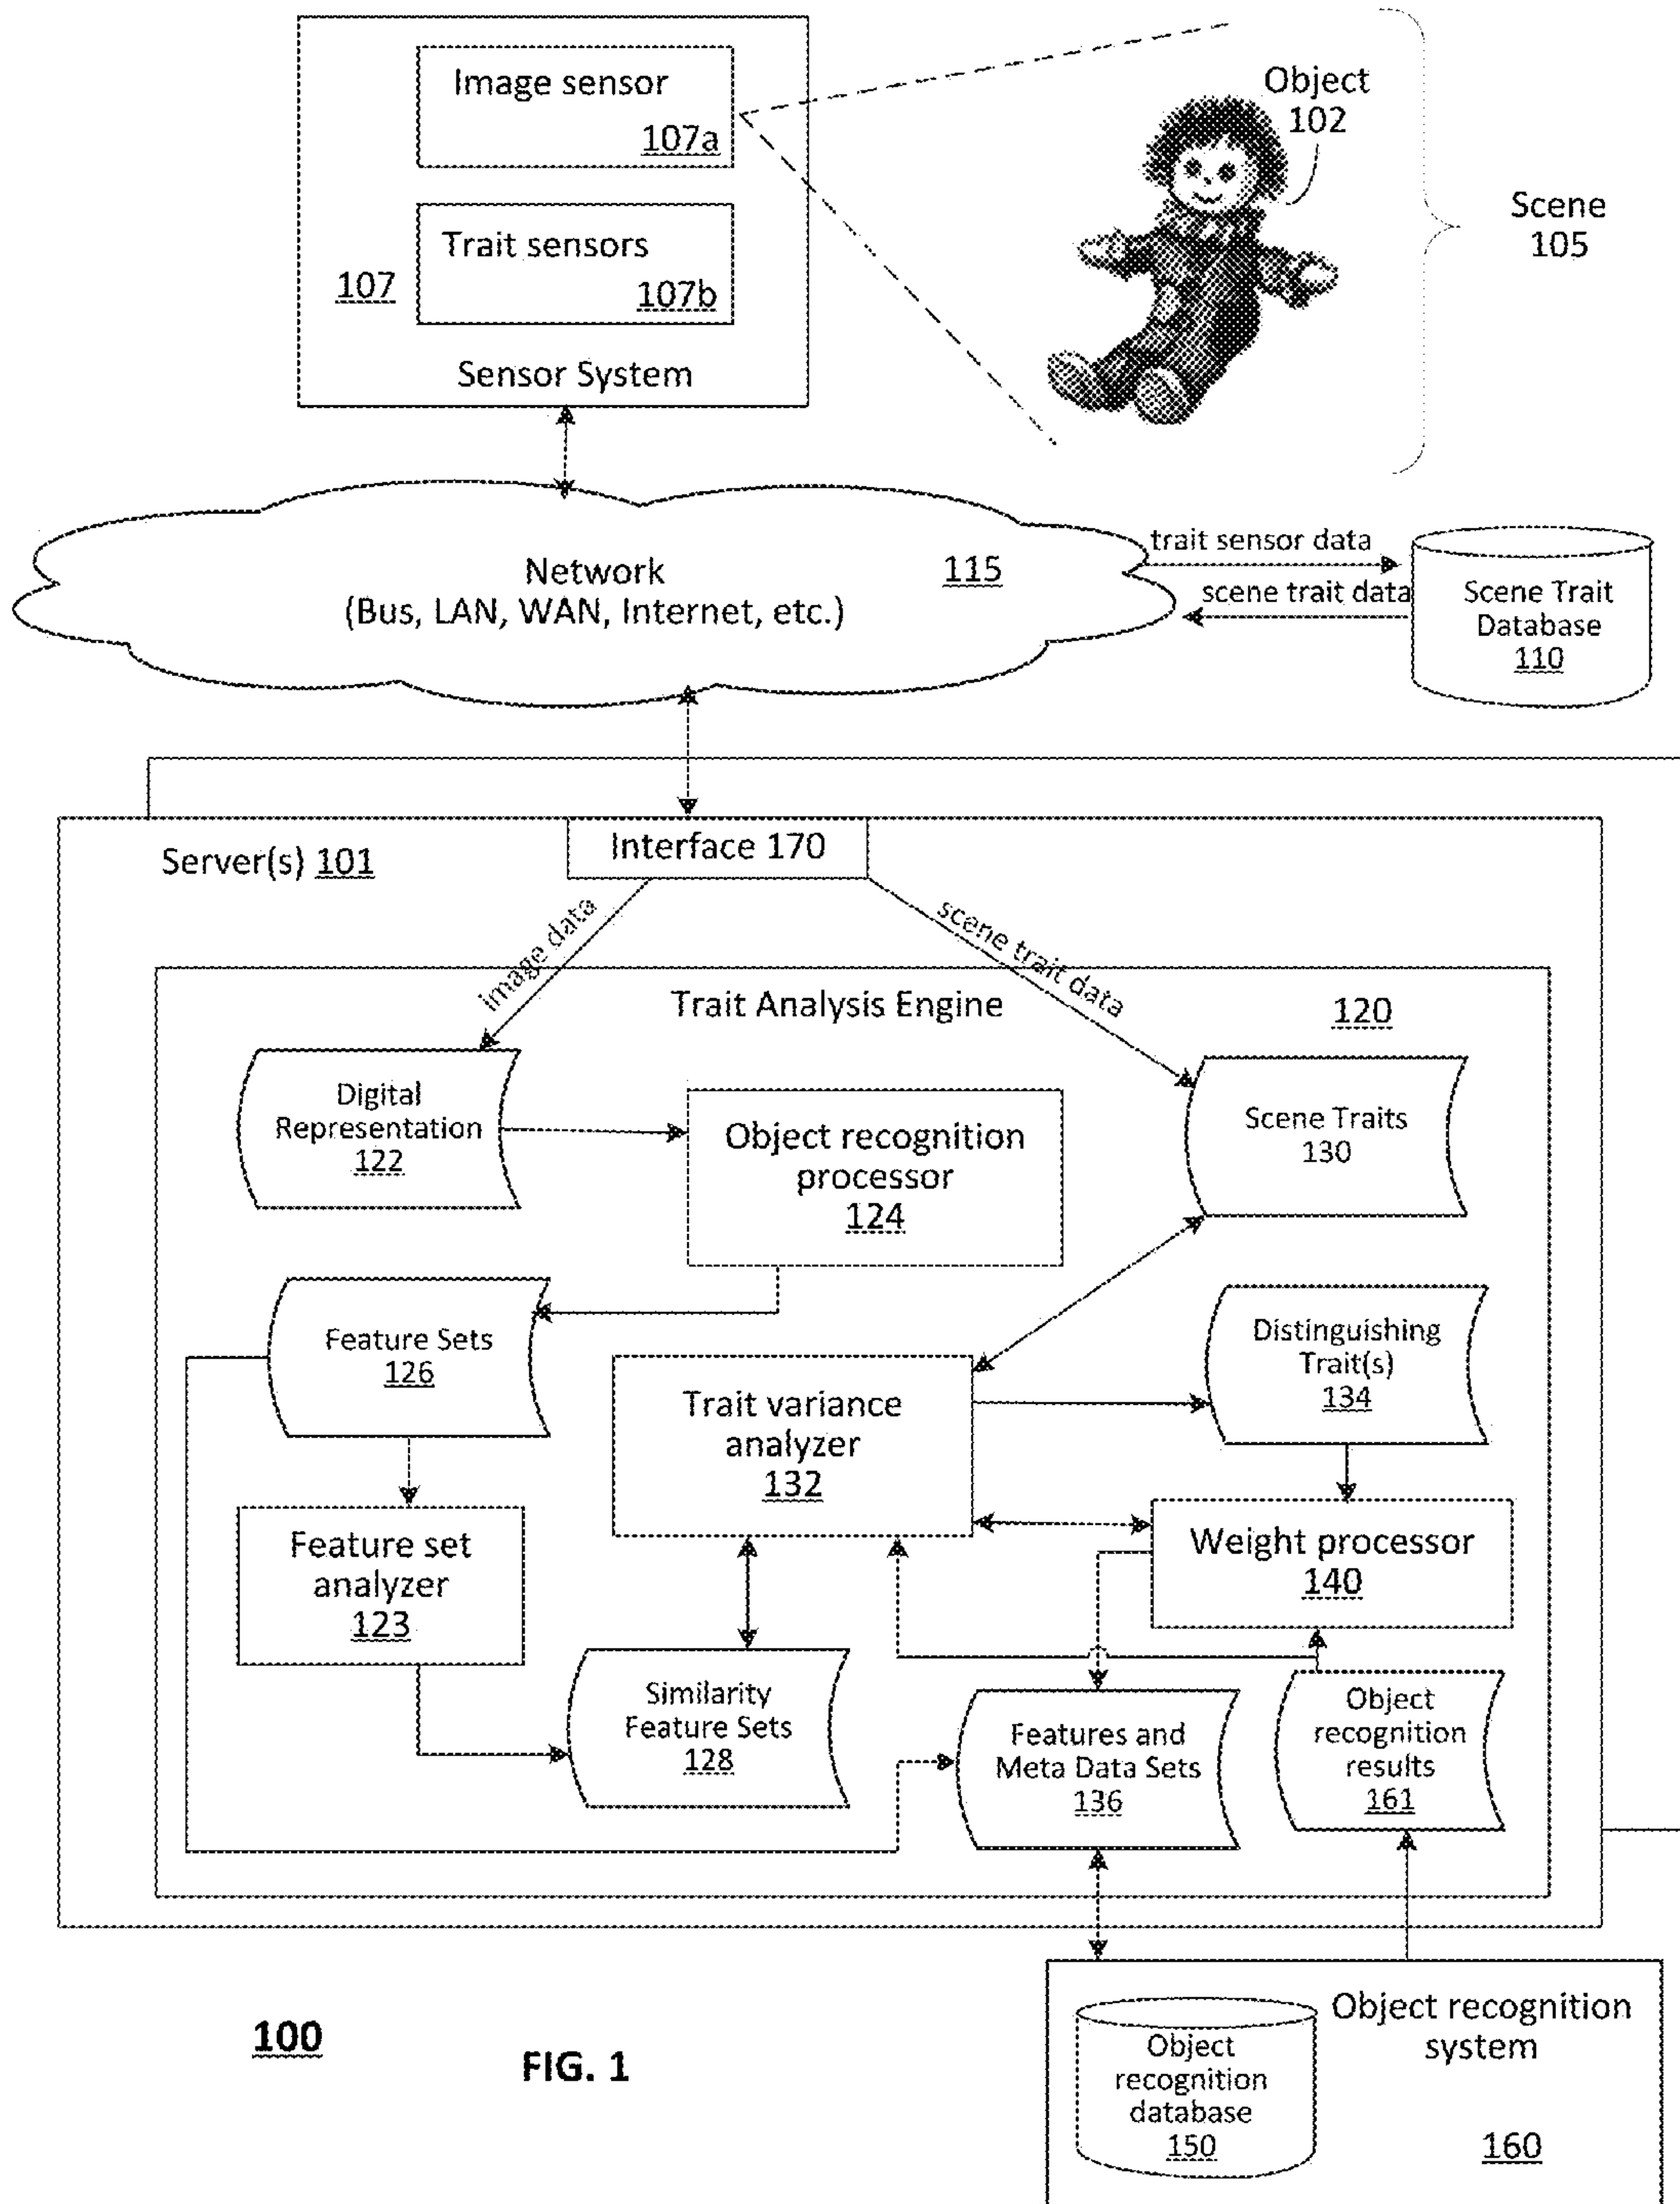 Image sensor
107a
Trait sensors
107b
107
Sensor System
Object
102
Scene
105
Network
(Bus, LAN, WAN, Internet, etc.)
115
trait sensor data
scene trait data
Scene Trait
Database
110
Server(s) 101
Interface 170
image data
scene trait data
Trait Analysis Engine
120
Digital
Representation
122
Object recognition
processor
124
Scene Traits
130
Feature Sets
126
Trait variance
analyzer
132
Distinguishing
Trait(s)
134
Feature set
analyzer
123
Weight processor
140
Similarity
Feature Sets
128
Features and
Meta Data Sets
136
Object
recognition
results
161
100
FIG. 1
Object recognition
system
160
Object
recognition
database
150